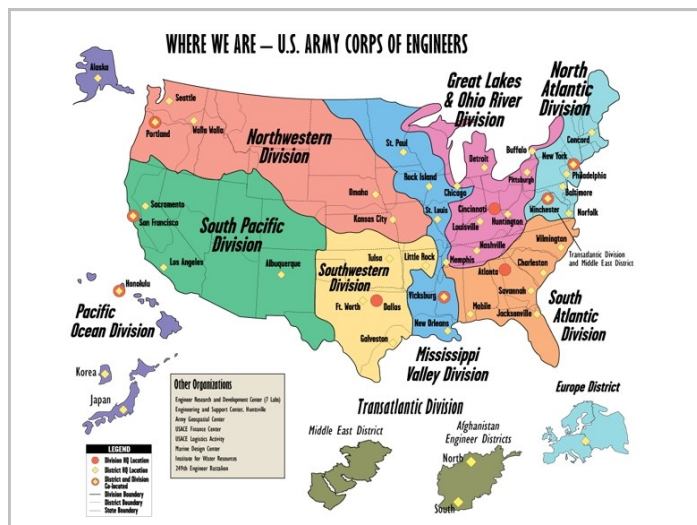 WHERE WE ARE – U.S. ARMY CORPS OF ENGINEERS
Alaska
Seattle
Portland
Walla Walla
Northwestern
Division
Great Lakes
& Ohio River
Division
North
Atlantic
Division
St. Paul
Rock Island
Omaha
Kansas City
St. Louis
Chicago
Detroit
Buffalo
Pittsburgh
Cincinnati
Louisville
Huntington
Nashville
Concord
New York
Philadelphia
Baltimore
Winchester
Norfolk
Transatlantic Division
and Middle East District
Sacramento
San Francisco
Los Angeles
South Pacific
Division
Albuquerque
Southwestern
Division
Tulsa
Little Rock
Ft. Worth
Dallas
Galveston
Memphis
Vicksburg
New Orleans
Mississippi
Valley Division
Wilmington
Charleston
Atlanta
Savannah
Mobile
Jacksonville
South
Atlantic
Division
Honolulu
Pacific
Ocean Division
Korea
Japan
Other Organizations
Engineer Research and Development Center (7 Labs)
Engineering and Support Center, Huntsville
Army Geospatial Center
USACE Finance Center
USACE Logistics Activity
Marine Design Center
Institute for Water Resources
249th Engineer Battalion
Transatlantic Division
Middle East District
Afghanistan
Engineer Districts
North
South
Europe District
LEGEND
Division HQ Location
District HQ Location
District and Division
Co-located
Division Boundary
District Boundary
State Boundary